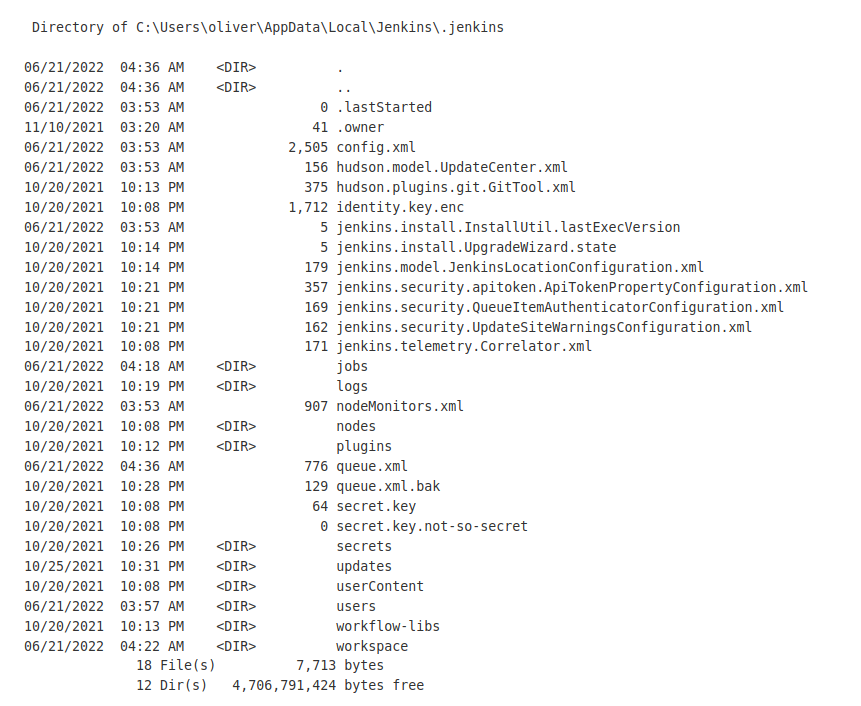 Directory of C:\Users\oliver\AppData\Local\Jenkins\.jenkins

06/21/2022  04:36 AM    <DIR>          .
06/21/2022  04:36 AM    <DIR>          ..
06/21/2022  03:53 AM                 0 .lastStarted
11/10/2021  03:20 AM                41 .owner
06/21/2022  03:53 AM             2,505 config.xml
06/21/2022  03:53 AM               156 hudson.model.UpdateCenter.xml
10/20/2021  10:13 PM               375 hudson.plugins.git.GitTool.xml
10/20/2021  10:08 PM             1,712 identity.key.enc
06/21/2022  03:53 AM                 5 jenkins.install.InstallUtil.lastExecVersion
10/20/2021  10:14 PM                 5 jenkins.install.UpgradeWizard.state
10/20/2021  10:14 PM               179 jenkins.model.JenkinsLocationConfiguration.xml
10/20/2021  10:21 PM               357 jenkins.security.apitoken.ApiTokenPropertyConfiguration.xml
10/20/2021  10:21 PM               169 jenkins.security.QueueItemAuthenticatorConfiguration.xml
10/20/2021  10:21 PM               162 jenkins.security.UpdateSiteWarningsConfiguration.xml
10/20/2021  10:08 PM               171 jenkins.telemetry.Correlator.xml
06/21/2022  04:18 AM    <DIR>          jobs
10/20/2021  10:19 PM    <DIR>          logs
06/21/2022  03:53 AM               907 nodeMonitors.xml
10/20/2021  10:08 PM    <DIR>          nodes
10/20/2021  10:12 PM    <DIR>          plugins
06/21/2022  04:36 AM               776 queue.xml
10/20/2021  10:28 PM               129 queue.xml.bak
10/20/2021  10:08 PM                64 secret.key
10/20/2021  10:08 PM                 0 secret.key.not-so-secret
10/20/2021  10:26 PM    <DIR>          secrets
10/25/2021  10:31 PM    <DIR>          updates
10/20/2021  10:08 PM    <DIR>          userContent
06/21/2022  03:57 AM    <DIR>          users
10/20/2021  10:13 PM    <DIR>          workflow-libs
06/21/2022  04:22 AM    <DIR>          workspace
              18 File(s)          7,713 bytes
              12 Dir(s)   4,706,791,424 bytes free